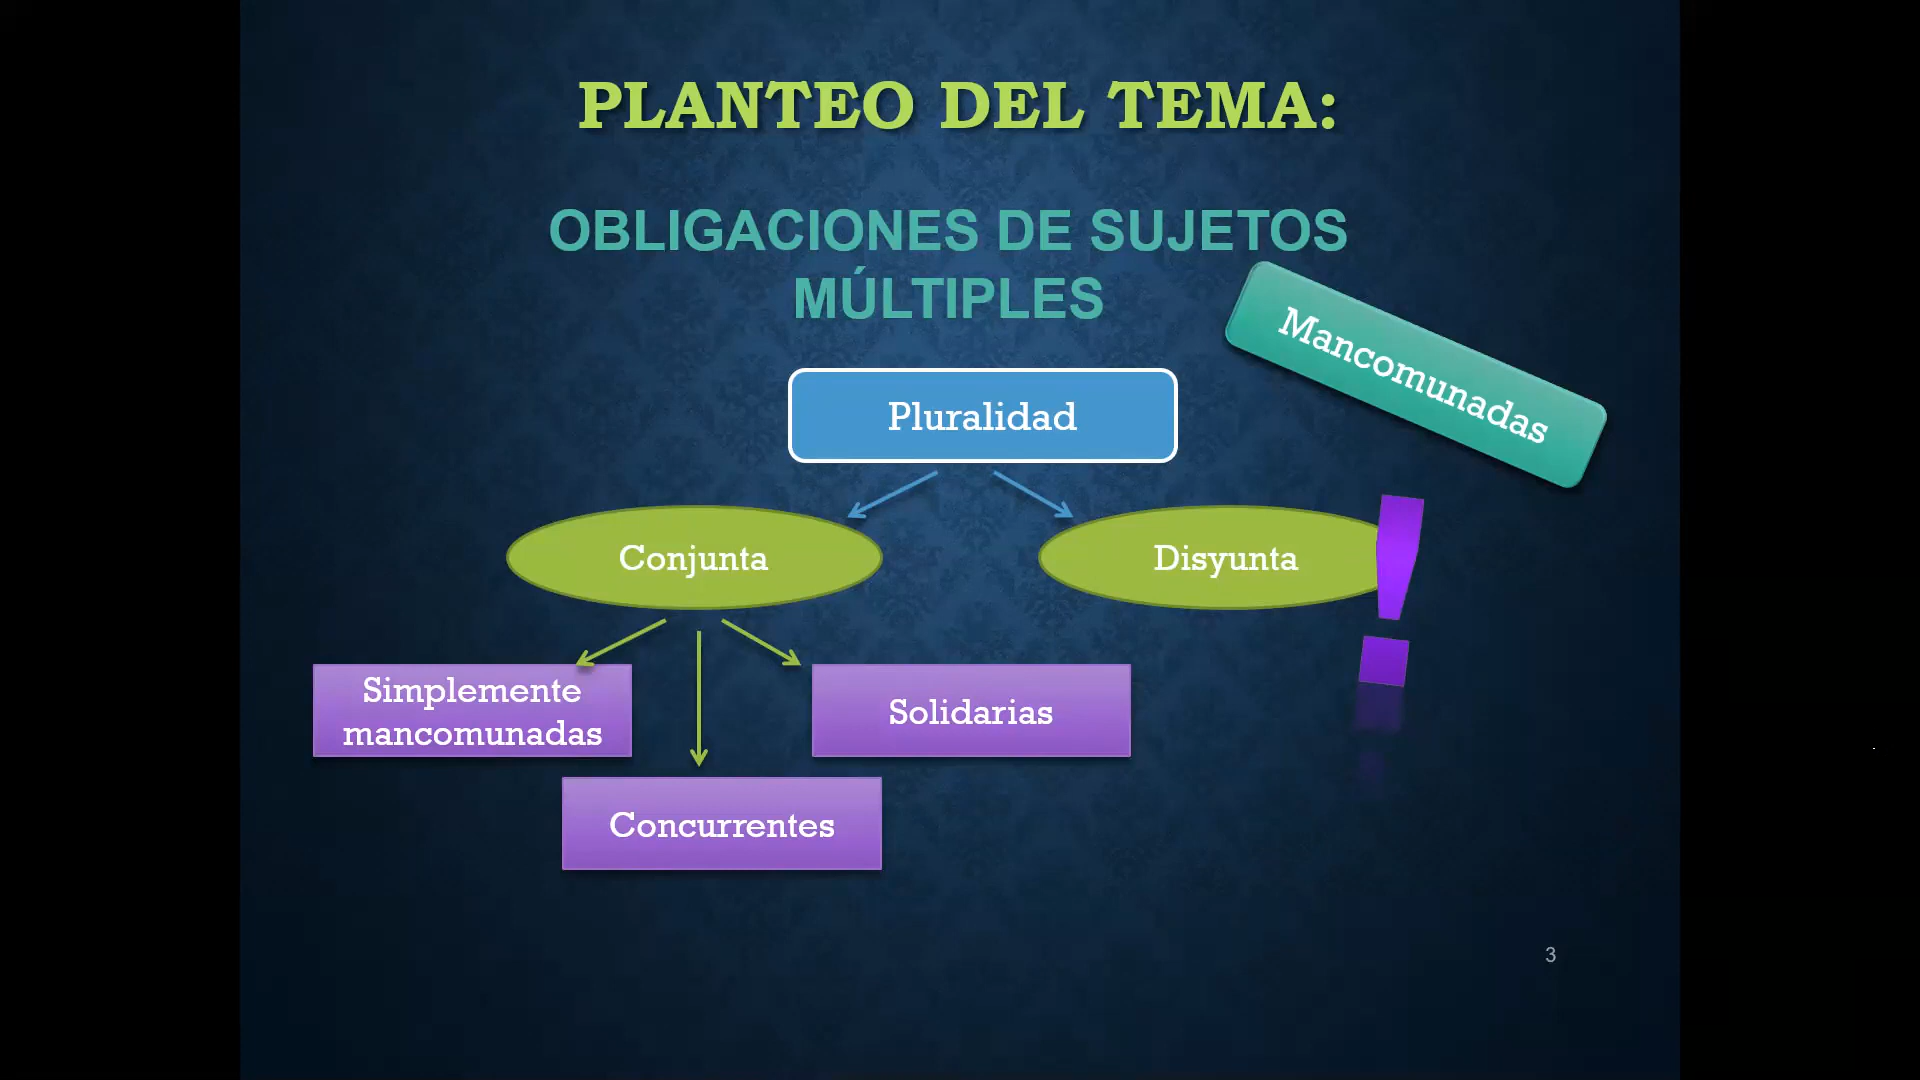 PLANTEO DEL TEMA:
OBLIGACIONES DE SUJETOS
MÚLTIPLES
Mancomunadas
Pluralidad
Conjunta
Disyunta
!
Simplemente
mancomunadas
Solidarias
Concurrentes
3